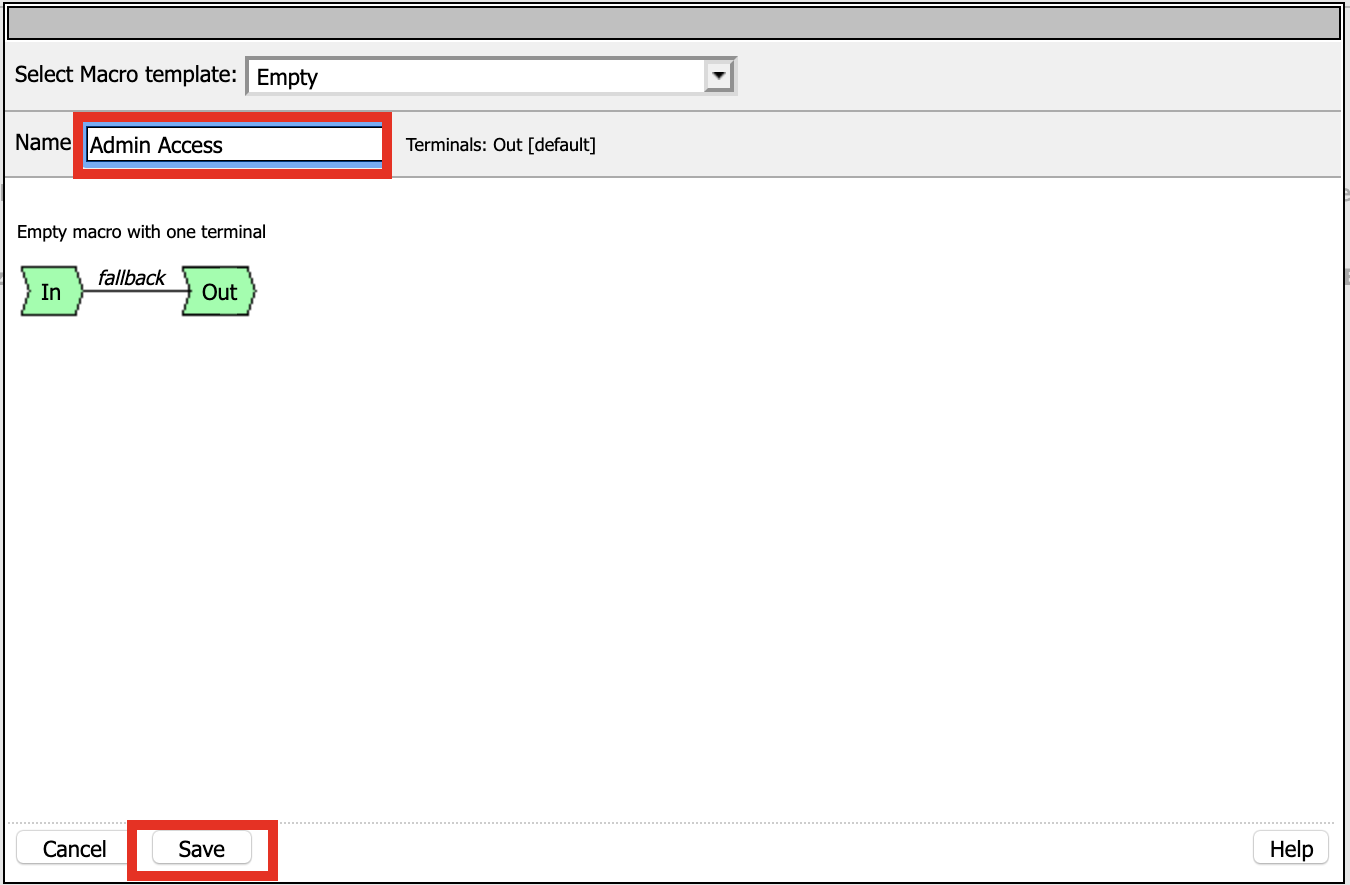 Select Macro template: Empty
Name Admin Access Terminals: Out [default]
Empty macro with one terminal
In fallback Out
Cancel Save Help